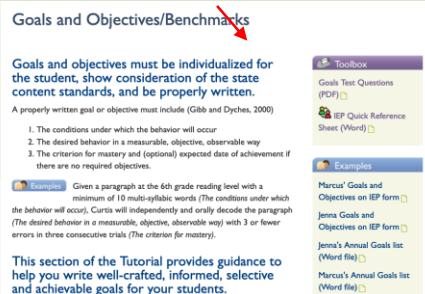 Goals and Objectives/Benchmarks
Goals and objectives must be individualized for
the student, show consideration of the state
content standards, and be properly written.
A properly written goal or objective must include (Gibb and Dyches, 2000)
1. The conditions under which the behavior will occur
2. The desired behavior in a measurable, objective, observable way
3. The criterion for mastery and (optional) expected date of achievement if
there are no required objectives.
Examples Given a paragraph at the 6th grade reading level with a
minimum of 10 multi-syllabic words (The conditions under which
the behavior will occur), Curtis will independently and orally decode the paragraph
(The desired behavior in a measurable, objective, observable way) with 3 or fewer
errors in three consecutive trials (The criterion for mastery).
This section of the Tutorial provides guidance to
help you write well-crafted, informed, selective
and achievable goals for your students.
Toolbox
Goals Test Questions
(PDF)
IEP Quick Reference
Sheet (Word)
Examples
Marcus' Goals and
Objectives on IEP form
Jenna Goals and
Objectives on IEP form
Jenna's Annual Goals list
(Word file)
Marcus's Annual Goals list
(Word file)